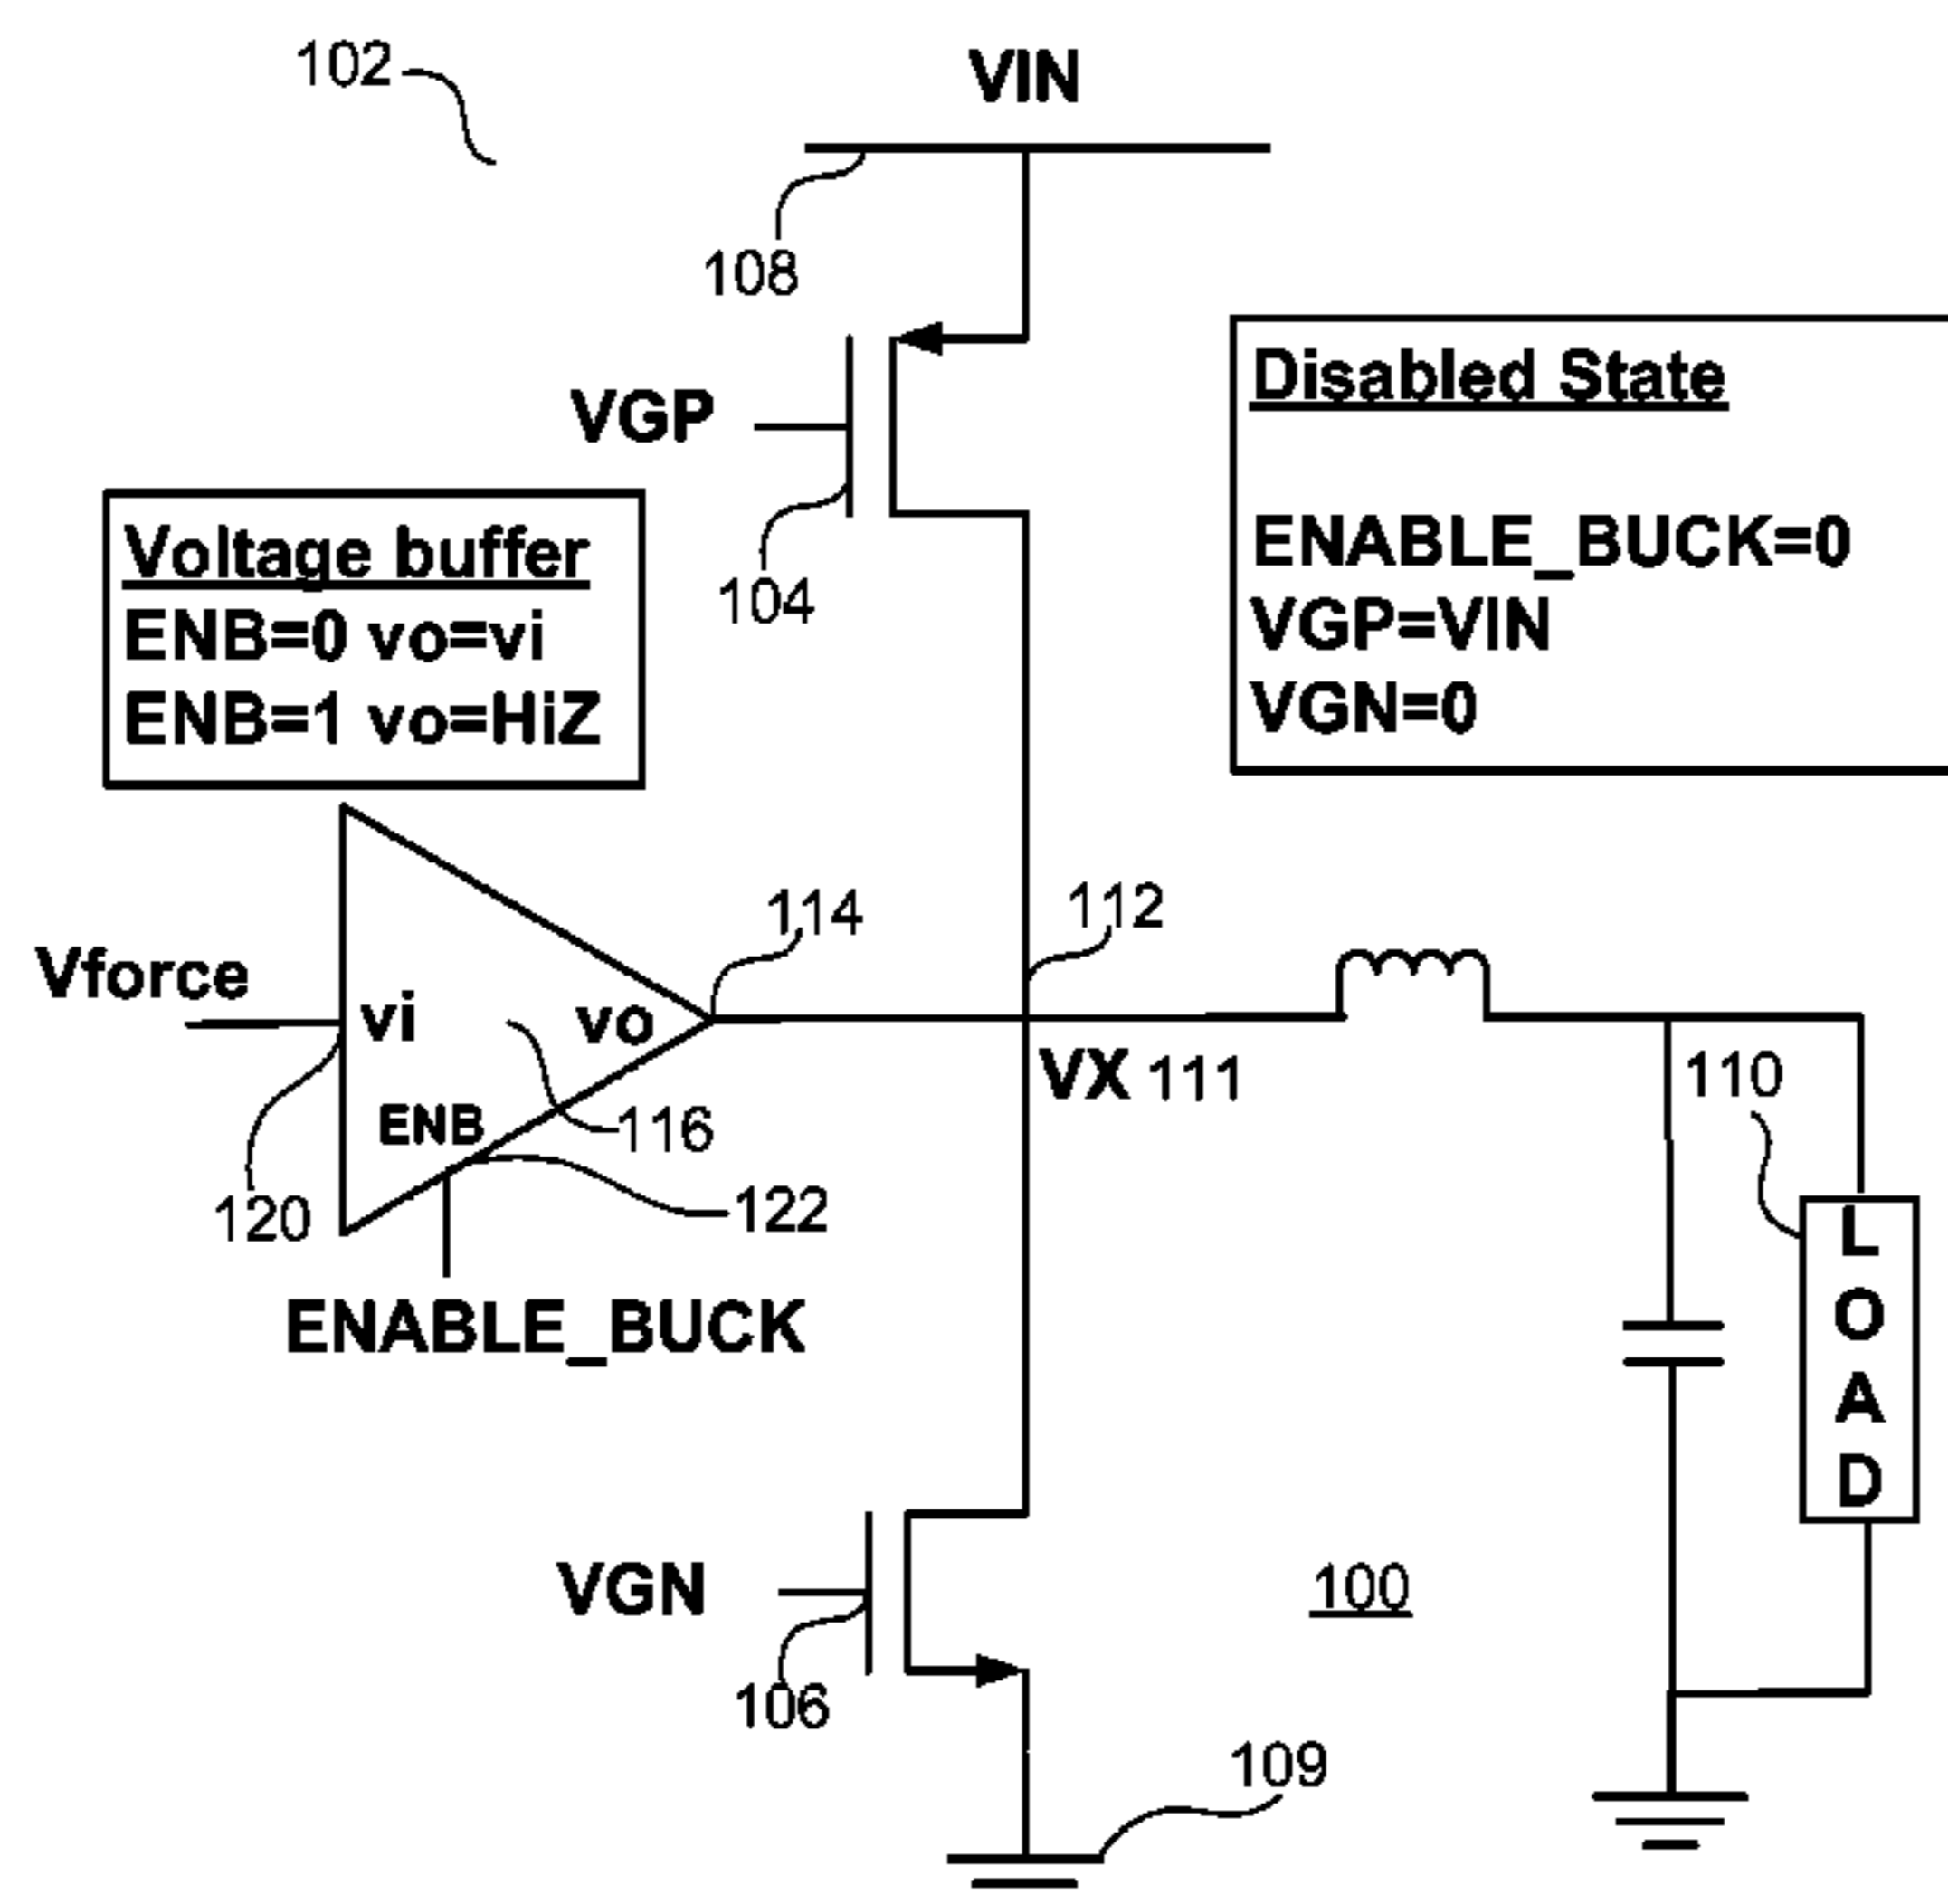 102
VIN
108
Disabled State
ENABLE_BUCK=0
VGP=VIN
VGN=0
VGP
104
Voltage buffer
ENB=0 vo=vi
ENB=1 vo=HiZ
114
112
Vforce
vi
vo
VX 111
110
ENB
116
120
122
ENABLE_BUCK
L
O
A
D
VGN
100
106
109